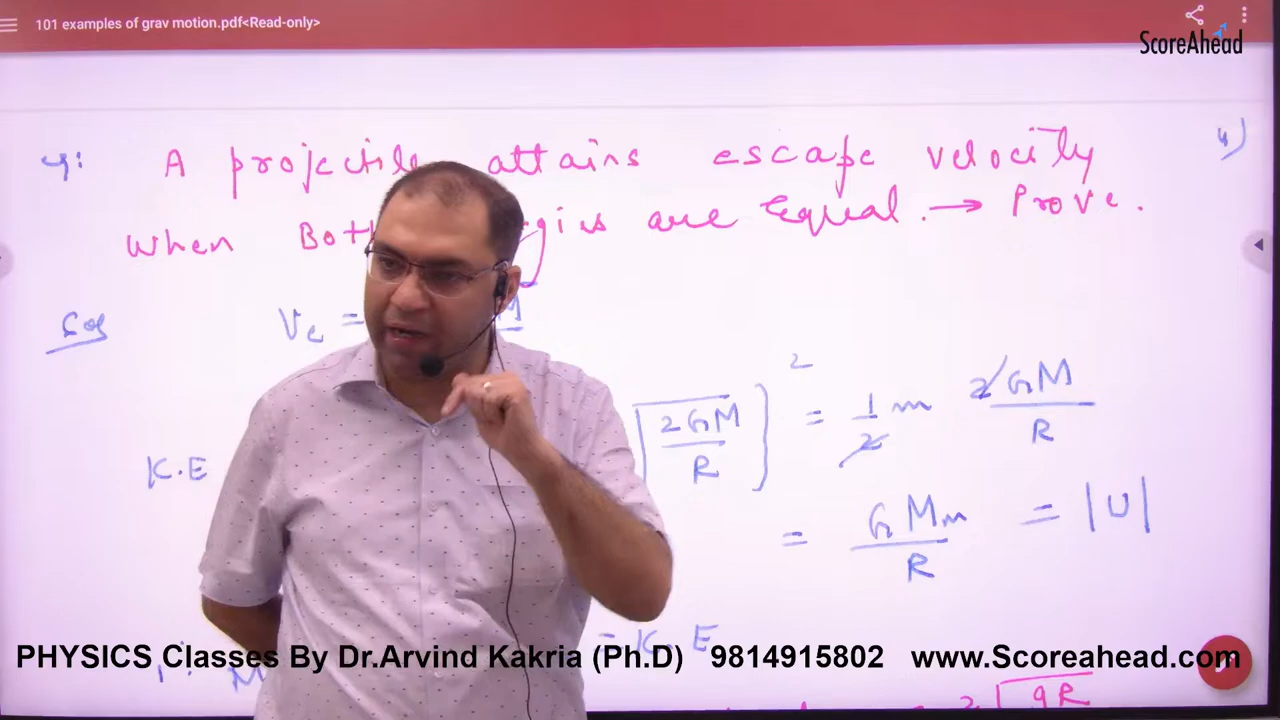 101 examples of grav motion.pdf<Read-only>
ScoreAhead
4)
A projectile attains escape velocity
When Both are Equal. → Prove.
Sol
Ve = M
K.E √2GM/R]² = 1/2 m 2GM/R
= GMm/R = |U|
= K.E
PHYSICS Classes By Dr.Arvind Kakria (Ph.D) 9814915802 www.Scoreahead.com
2√gR